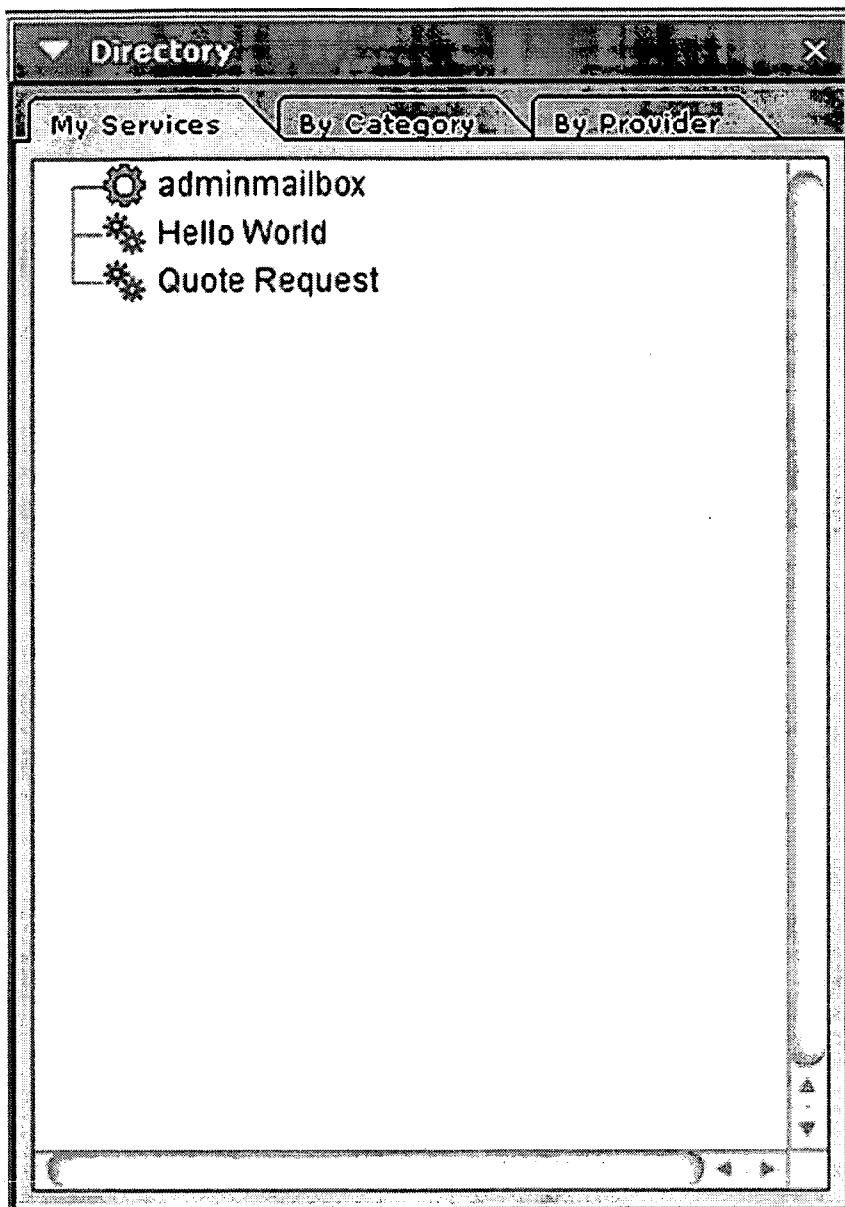 Directory
My Services By Category By Provider
adminmailbox
Hello World
Quote Request